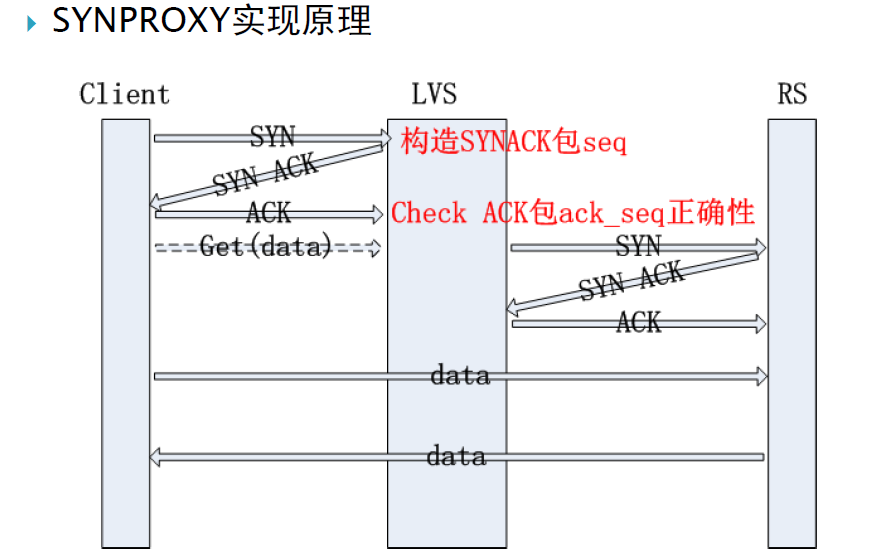 SYNPROXY实现原理
Client LVS RS
SYN
构造SYNACK包seq
SYN ACK
ACK
Check ACK包ack_seq正确性
Get(data)
SYN
SYN ACK
ACK
data
data